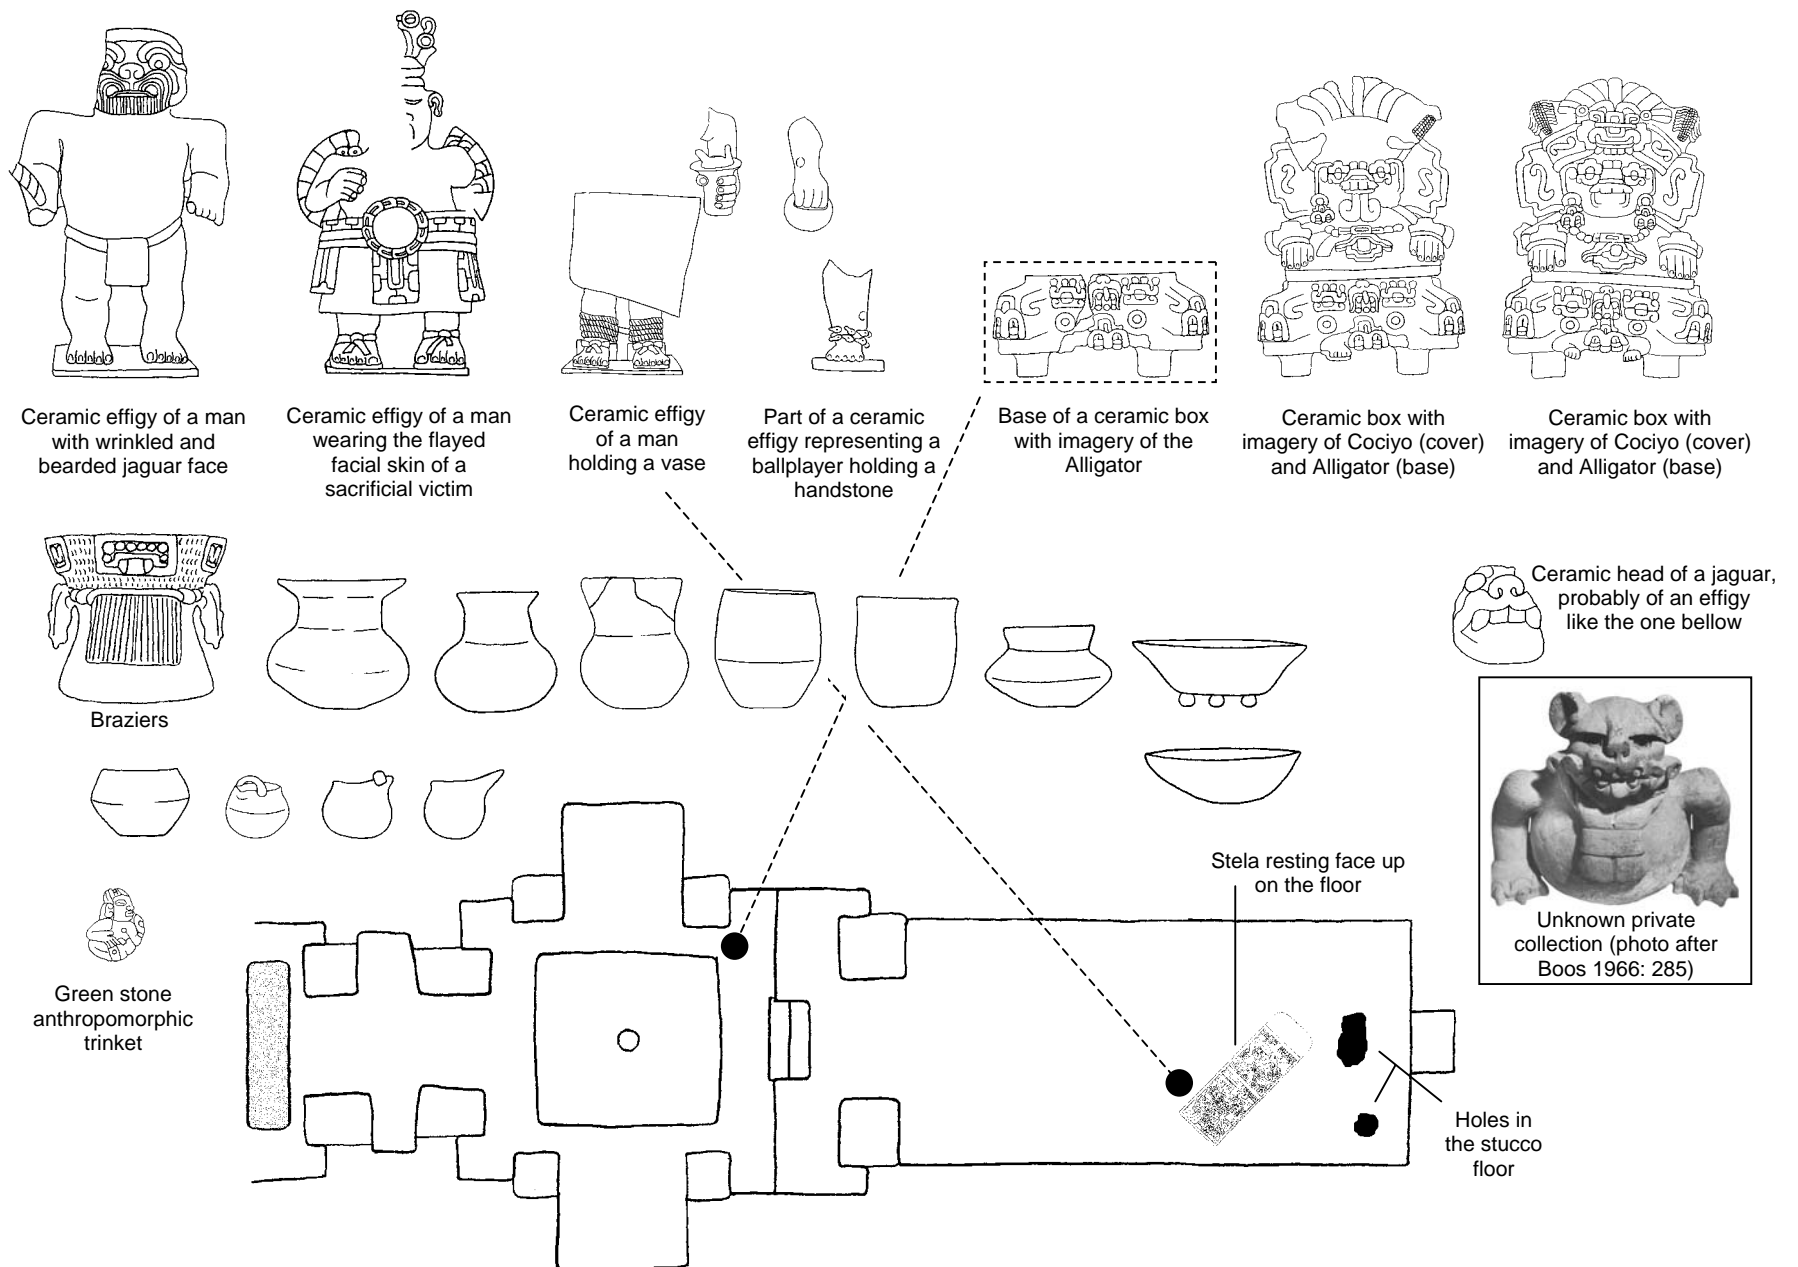 Ceramic effigy of a man
with wrinkled and
bearded jaguar face
Ceramic effigy of a man
wearing the flayed
facial skin of a
sacrificial victim
Ceramic effigy
of a man
holding a vase
Part of a ceramic
effigy representing a
ballplayer holding a
handstone
Base of a ceramic box
with imagery of the
Alligator
Ceramic box with
imagery of Cociyo (cover)
and Alligator (base)
Ceramic box with
imagery of Cociyo (cover)
and Alligator (base)
Braziers
Ceramic head of a jaguar,
probably of an effigy
like the one bellow
Unknown private
collection (photo after
Boos 1966: 285)
Green stone
anthropomorphic
trinket
Stela resting face up
on the floor
Holes in
the stucco
floor